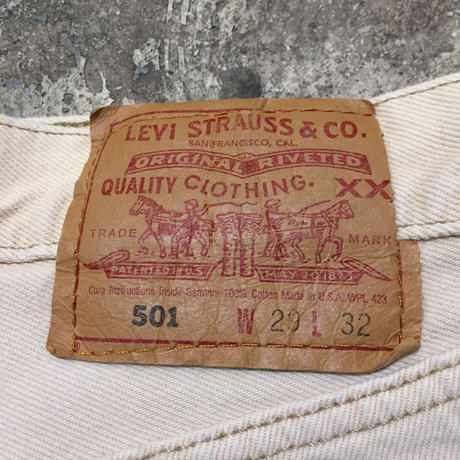 LEVI STRAUSS & CO.
SAN FRANCISCO, CAL.
ORIGINAL RIVETED
QUALITY CLOTHING. XX
TRADE MARK
PATENTED IN U.S. MAY 20 1873
Care Instructions Inside Garment 100% Cotton Made in U.S.A. WPL 423
501 W 29 L 32